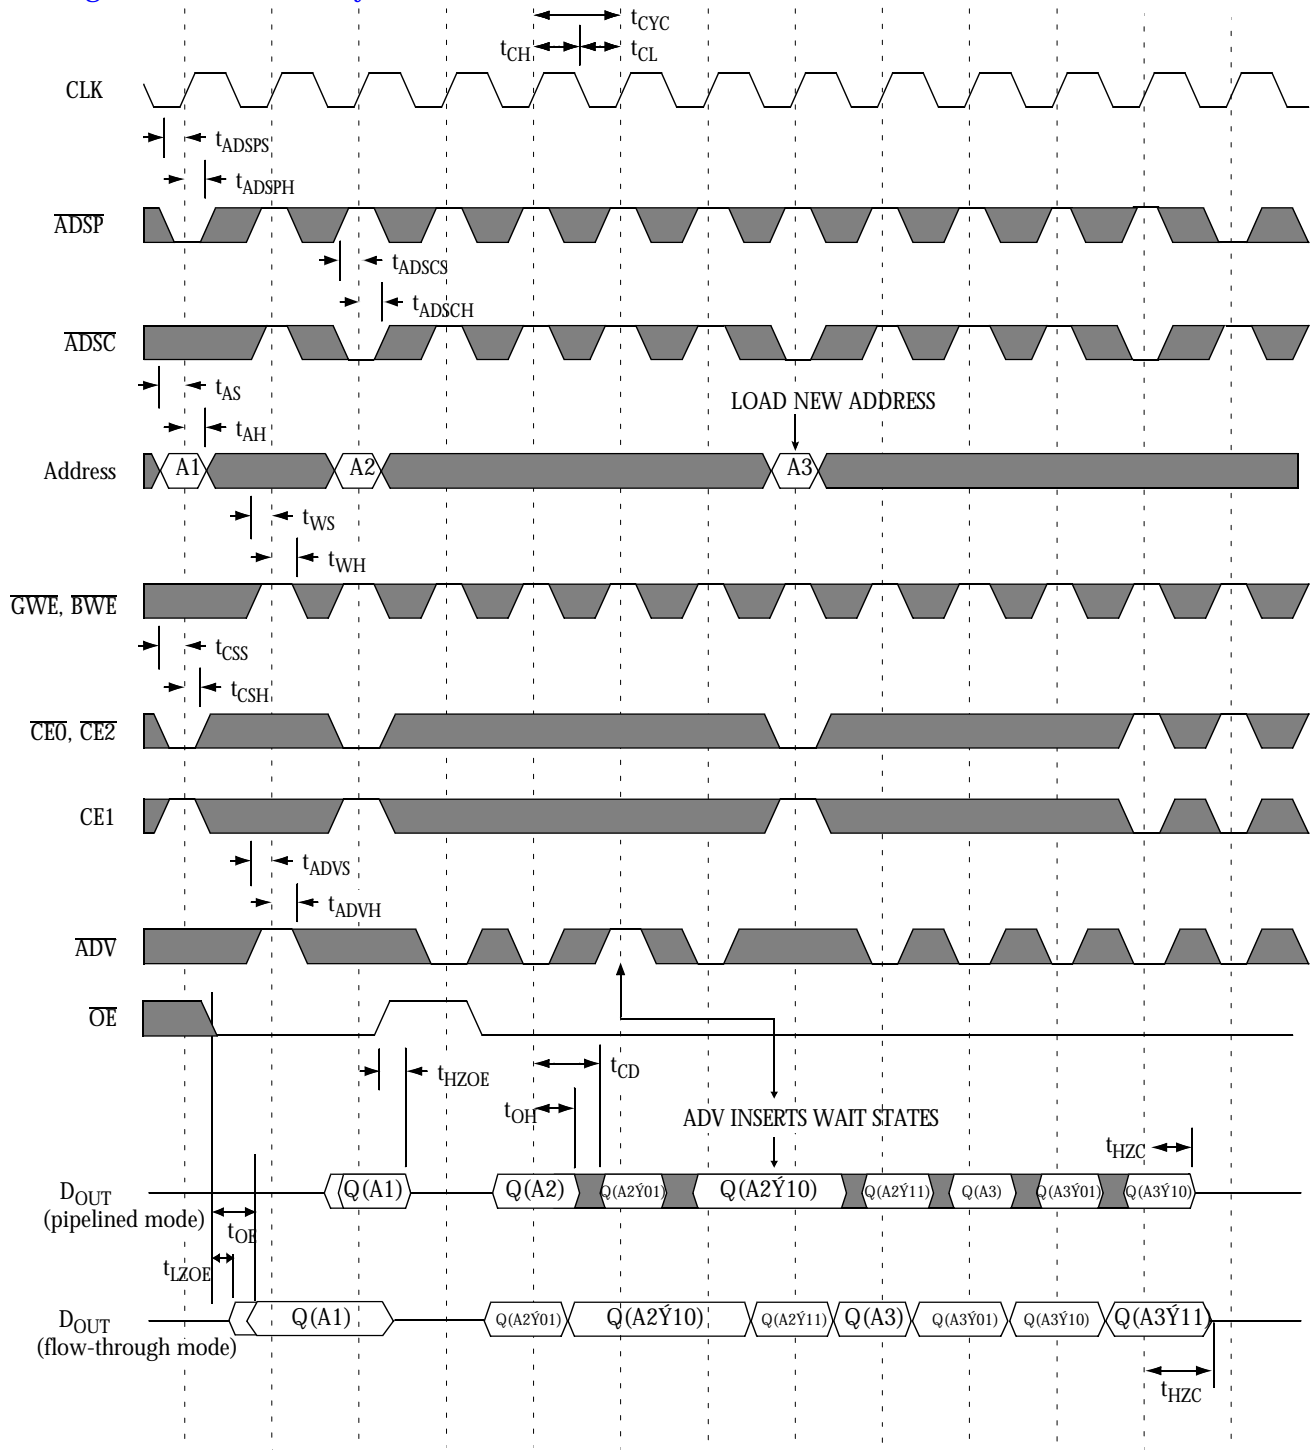 tCYC
tCH
tCL
CLK
tADSPS
tADSPH
ADSP
tADSCS
tADSCH
ADSC
tAS
LOAD NEW ADDRESS
tAH
Address
A1
A2
A3
tWS
tWH
GWE, BWE
tCSS
tCSH
CE0, CE2
CE1
tADVS
tADVH
ADV
OE
tHZOE
tCD
tOH
ADV INSERTS WAIT STATES
tHZC
DOUT
(pipelined mode)
Q(A1)
Q(A2)
Q(A2Ý01)
Q(A2Ý10)
Q(A2Ý11)
Q(A3)
Q(A3Ý01)
Q(A3Ý10)
tOE
tLZOE
DOUT
(flow-through mode)
Q(A1)
Q(A2Ý01)
Q(A2Ý10)
Q(A2Ý11)
Q(A3)
Q(A3Ý01)
Q(A3Ý10)
Q(A3Ý11)
tHZC